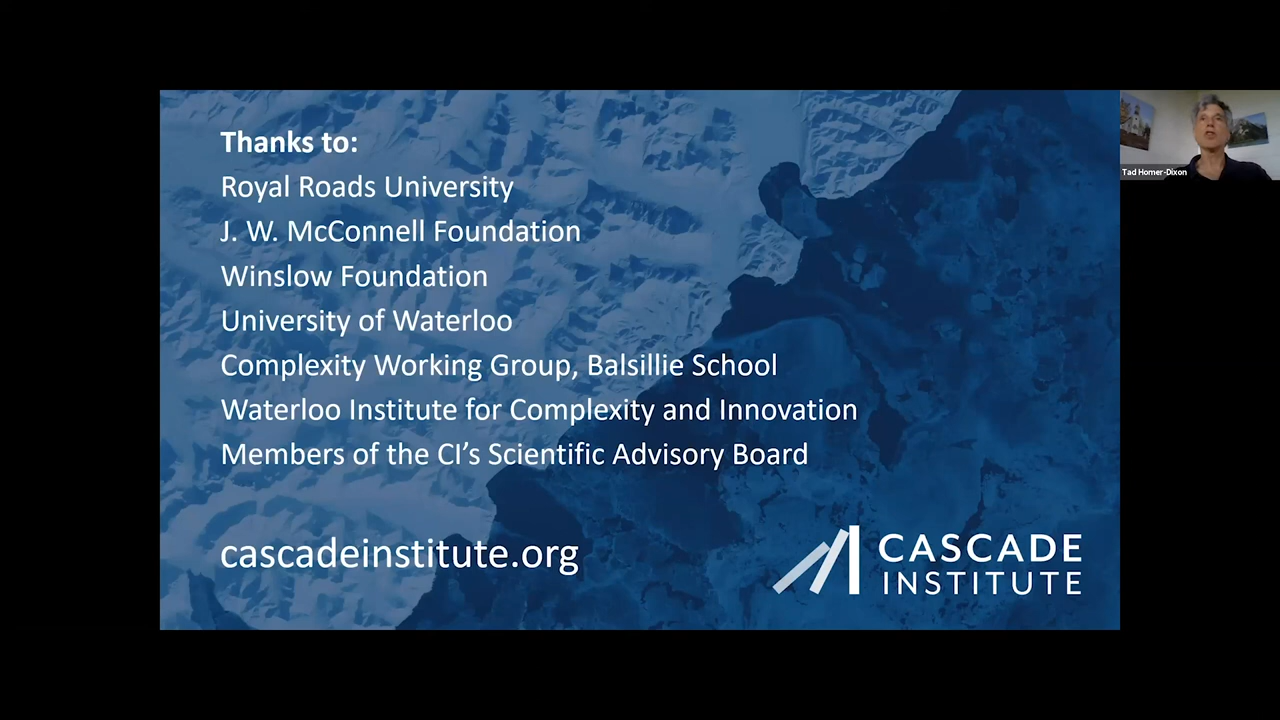 Thanks to:
Royal Roads University
J. W. McConnell Foundation
Winslow Foundation
University of Waterloo
Complexity Working Group, Balsillie School
Waterloo Institute for Complexity and Innovation
Members of the CI’s Scientific Advisory Board
cascadeinstitute.org
CASCADE
INSTITUTE
Tad Homer-Dixon